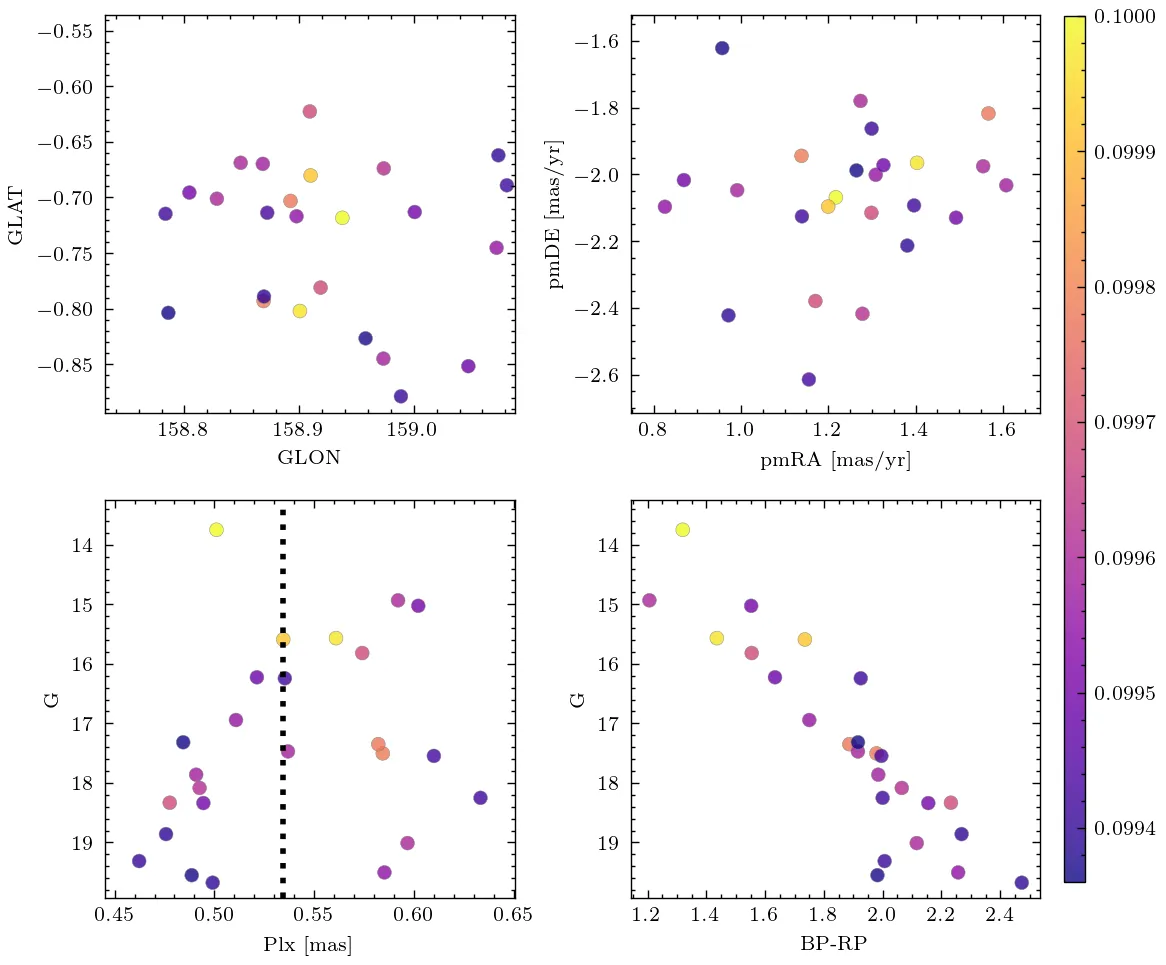 −0.55
−0.60
−0.65
−0.70
−0.75
−0.80
−0.85
GLAT
158.8 158.9 159.0
GLON
−1.6
−1.8
−2.0
−2.2
−2.4
−2.6
pmDE [mas/yr]
0.8 1.0 1.2 1.4 1.6
pmRA [mas/yr]
14
15
16
17
18
19
G
0.45 0.50 0.55 0.60 0.65
Plx [mas]
14
15
16
17
18
19
G
1.2 1.4 1.6 1.8 2.0 2.2 2.4
BP-RP
0.1000
0.0999
0.0998
0.0997
0.0996
0.0995
0.0994